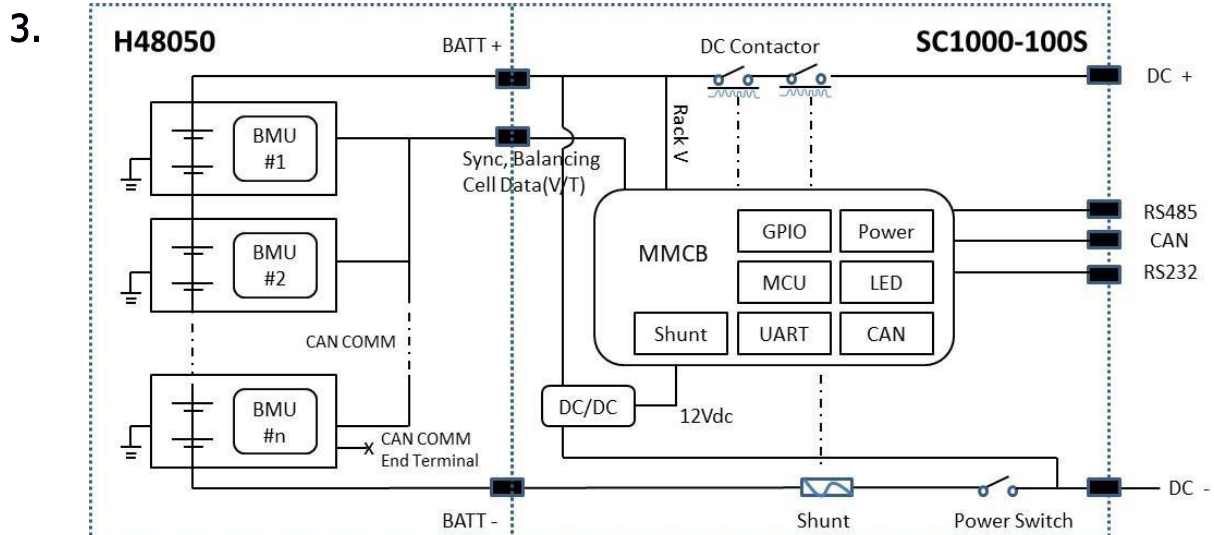 3.
H48050
BATT +
DC Contactor
SC1000-100S
DC +
BMU
#1
Sync, Balancing
Cell Data(V/T)
Rack V
BMU
#2
CAN COMM
BMU
#n
CAN COMM
End Terminal
MMCB
GPIO
Power
MCU
LED
Shunt
UART
CAN
RS485
CAN
RS232
DC/DC
12Vdc
BATT -
Shunt
Power Switch
DC -